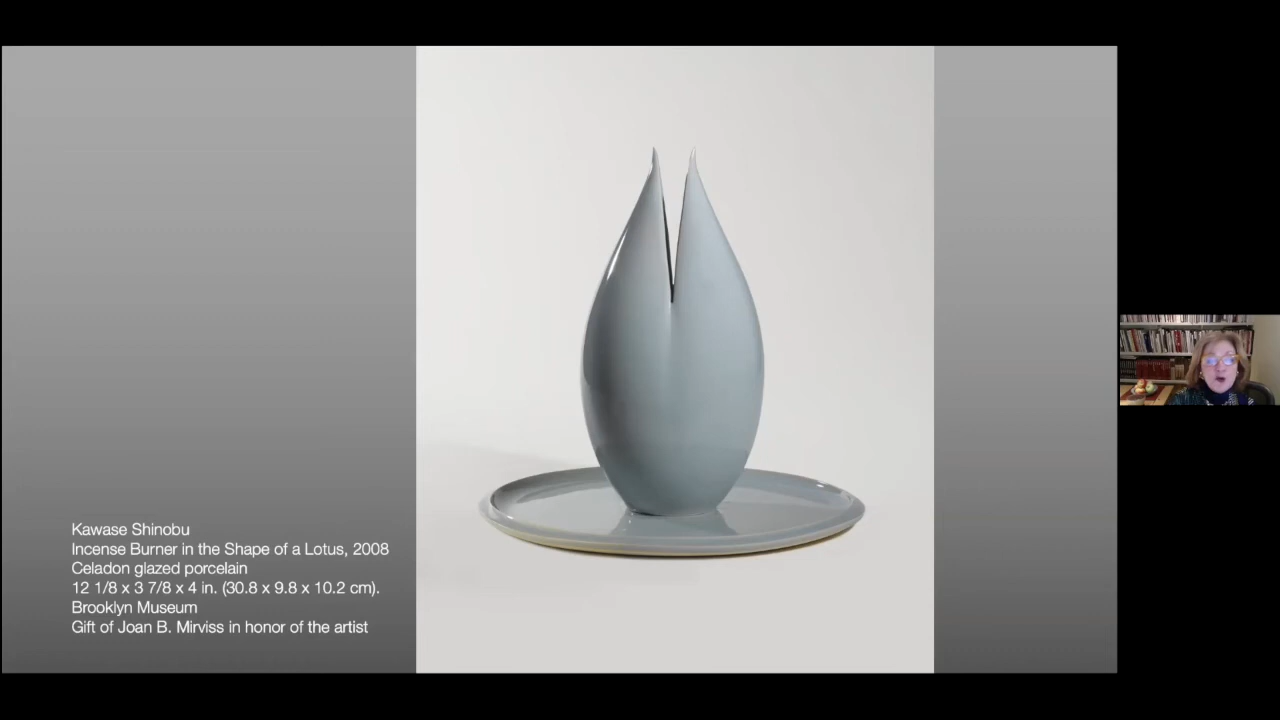 Kawase Shinobu
Incense Burner in the Shape of a Lotus, 2008
Celadon glazed porcelain
12 1/8 x 3 7/8 x 4 in. (30.8 x 9.8 x 10.2 cm).
Brooklyn Museum
Gift of Joan B. Mirviss in honor of the artist